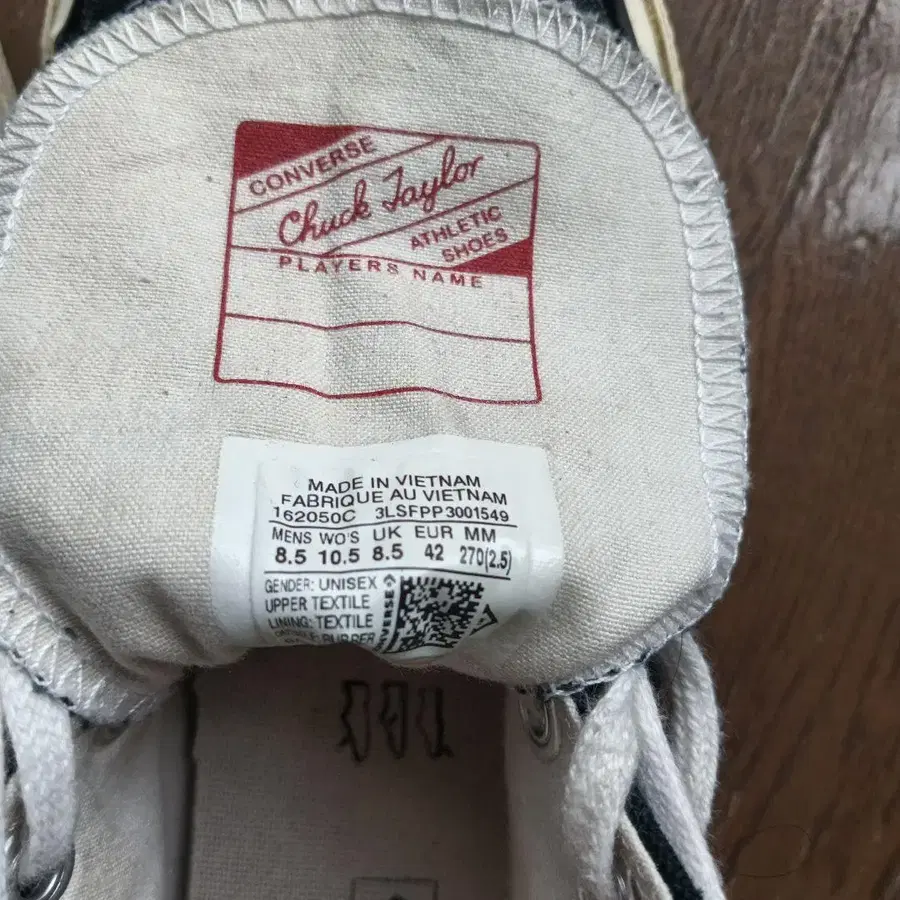 CONVERSE
Chuck Taylor
ATHLETIC
SHOES
PLAYERS NAME
MADE IN VIETNAM
FABRIQUE AU VIETNAM
162050C 3LSFPP3001549
MENS WO'S UK EUR MM
8.5 10.5 8.5 42 270(2.5)
GENDER: UNISEX
UPPER TEXTILE
LINING: TEXTILE
RUBBER
CONVERSE